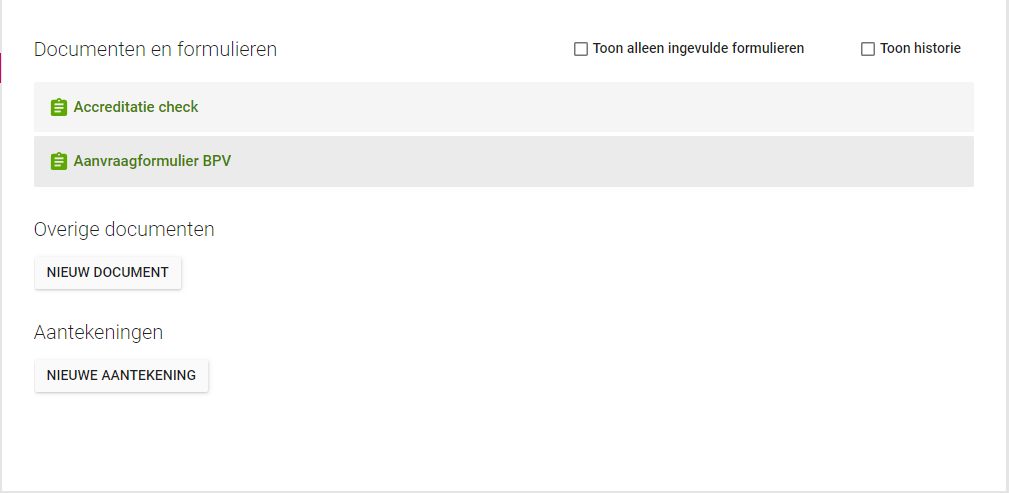 Documenten en formulieren
Toon alleen ingevulde formulieren
Toon historie
Accreditatie check
Aanvraagformulier BPV
Overige documenten
NIEUW DOCUMENT
Aantekeningen
NIEUWE AANTEKENING